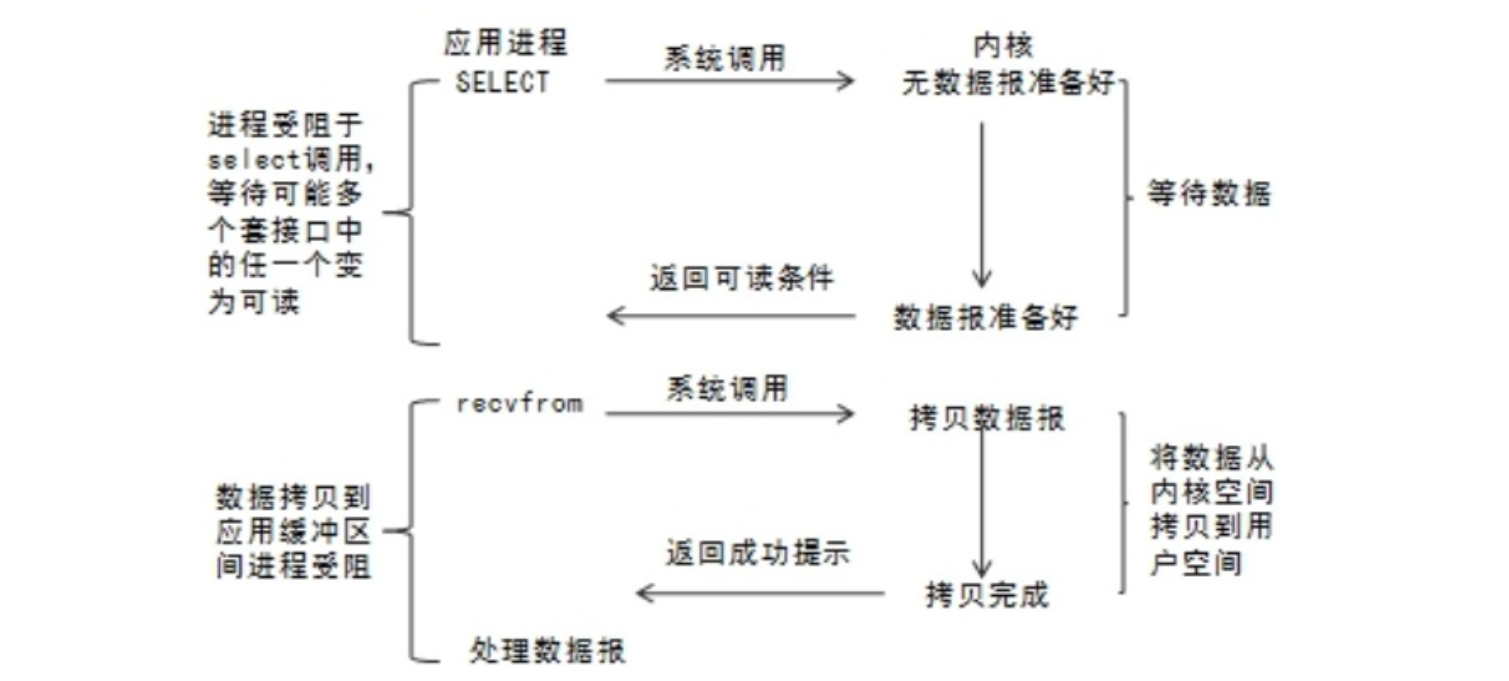 应用进程
系统调用
内核
SELECT
无数据报准备好
进程受阻于
select调用,
等待可能多
个套接口中
的任一个变
为可读
等待数据
返回可读条件
数据报准备好
系统调用
recvfrom
拷贝数据报
数据拷贝到
应用缓冲区
间进程受阻
将数据从
内核空间
拷贝到用
户空间
返回成功提示
拷贝完成
处理数据报